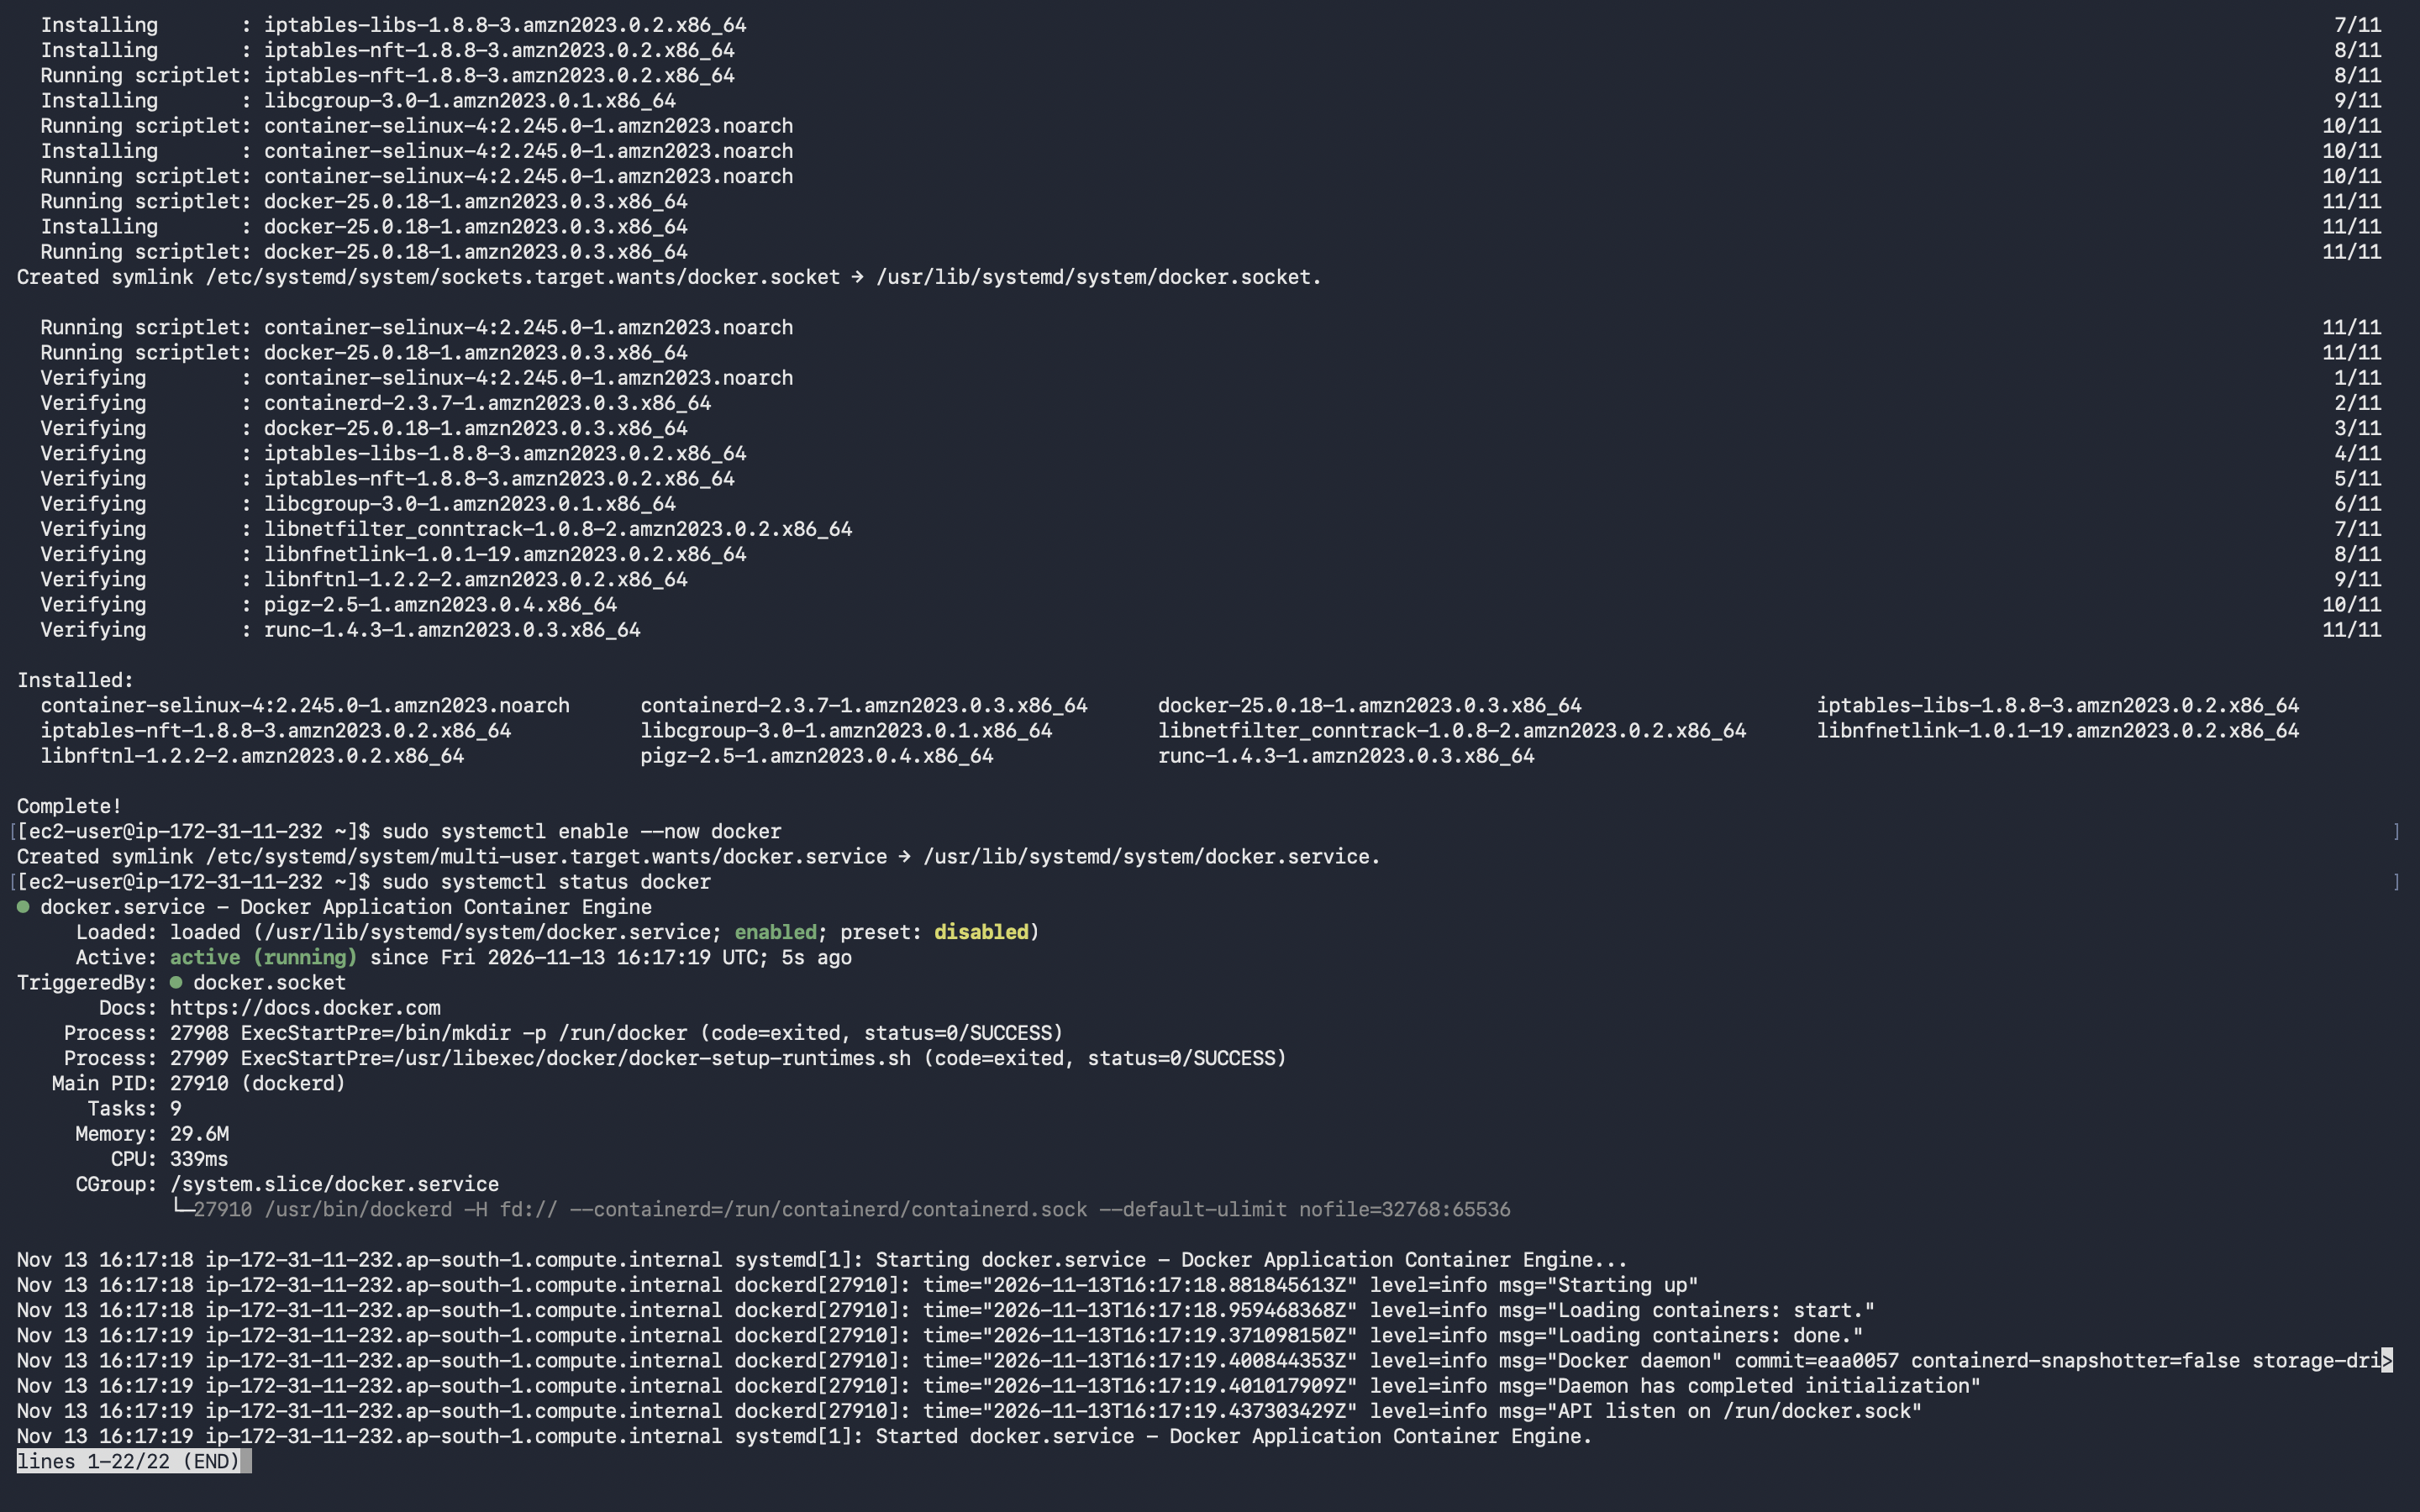 Installing       : iptables-libs-1.8.8-3.amzn2023.0.2.x86_64 7/11
Installing       : iptables-nft-1.8.8-3.amzn2023.0.2.x86_64 8/11
Running scriptlet: iptables-nft-1.8.8-3.amzn2023.0.2.x86_64 8/11
Installing       : libcgroup-3.0-1.amzn2023.0.1.x86_64 9/11
Running scriptlet: container-selinux-4:2.245.0-1.amzn2023.noarch 10/11
Installing       : container-selinux-4:2.245.0-1.amzn2023.noarch 10/11
Running scriptlet: container-selinux-4:2.245.0-1.amzn2023.noarch 10/11
Running scriptlet: docker-25.0.18-1.amzn2023.0.3.x86_64 11/11
Installing       : docker-25.0.18-1.amzn2023.0.3.x86_64 11/11
Running scriptlet: docker-25.0.18-1.amzn2023.0.3.x86_64 11/11
Created symlink /etc/systemd/system/sockets.target.wants/docker.socket → /usr/lib/systemd/system/docker.socket.
Running scriptlet: container-selinux-4:2.245.0-1.amzn2023.noarch 11/11
Running scriptlet: docker-25.0.18-1.amzn2023.0.3.x86_64 11/11
Verifying        : container-selinux-4:2.245.0-1.amzn2023.noarch 1/11
Verifying        : containerd-2.3.7-1.amzn2023.0.3.x86_64 2/11
Verifying        : docker-25.0.18-1.amzn2023.0.3.x86_64 3/11
Verifying        : iptables-libs-1.8.8-3.amzn2023.0.2.x86_64 4/11
Verifying        : iptables-nft-1.8.8-3.amzn2023.0.2.x86_64 5/11
Verifying        : libcgroup-3.0-1.amzn2023.0.1.x86_64 6/11
Verifying        : libnetfilter_conntrack-1.0.8-2.amzn2023.0.2.x86_64 7/11
Verifying        : libnfnetlink-1.0.1-19.amzn2023.0.2.x86_64 8/11
Verifying        : libnftnl-1.2.2-2.amzn2023.0.2.x86_64 9/11
Verifying        : pigz-2.5-1.amzn2023.0.4.x86_64 10/11
Verifying        : runc-1.4.3-1.amzn2023.0.3.x86_64 11/11
Installed:
container-selinux-4:2.245.0-1.amzn2023.noarch containerd-2.3.7-1.amzn2023.0.3.x86_64 docker-25.0.18-1.amzn2023.0.3.x86_64 iptables-libs-1.8.8-3.amzn2023.0.2.x86_64
iptables-nft-1.8.8-3.amzn2023.0.2.x86_64 libcgroup-3.0-1.amzn2023.0.1.x86_64 libnetfilter_conntrack-1.0.8-2.amzn2023.0.2.x86_64 libnfnetlink-1.0.1-19.amzn2023.0.2.x86_64
libnftnl-1.2.2-2.amzn2023.0.2.x86_64 pigz-2.5-1.amzn2023.0.4.x86_64 runc-1.4.3-1.amzn2023.0.3.x86_64
Complete!
[[ec2-user@ip-172-31-11-232 ~]$ sudo systemctl enable --now docker ]
Created symlink /etc/systemd/system/multi-user.target.wants/docker.service → /usr/lib/systemd/system/docker.service.
[[ec2-user@ip-172-31-11-232 ~]$ sudo systemctl status docker ]
● docker.service - Docker Application Container Engine
Loaded: loaded (/usr/lib/systemd/system/docker.service; enabled; preset: disabled)
Active: active (running) since Fri 2026-11-13 16:17:19 UTC; 5s ago
TriggeredBy: ● docker.socket
Docs: https://docs.docker.com
Process: 27908 ExecStartPre=/bin/mkdir -p /run/docker (code=exited, status=0/SUCCESS)
Process: 27909 ExecStartPre=/usr/libexec/docker/docker-setup-runtimes.sh (code=exited, status=0/SUCCESS)
Main PID: 27910 (dockerd)
Tasks: 9
Memory: 29.6M
CPU: 339ms
CGroup: /system.slice/docker.service
└─27910 /usr/bin/dockerd -H fd:// --containerd=/run/containerd/containerd.sock --default-ulimit nofile=32768:65536
Nov 13 16:17:18 ip-172-31-11-232.ap-south-1.compute.internal systemd[1]: Starting docker.service - Docker Application Container Engine...
Nov 13 16:17:18 ip-172-31-11-232.ap-south-1.compute.internal dockerd[27910]: time="2026-11-13T16:17:18.881845613Z" level=info msg="Starting up"
Nov 13 16:17:18 ip-172-31-11-232.ap-south-1.compute.internal dockerd[27910]: time="2026-11-13T16:17:18.959468368Z" level=info msg="Loading containers: start."
Nov 13 16:17:19 ip-172-31-11-232.ap-south-1.compute.internal dockerd[27910]: time="2026-11-13T16:17:19.371098150Z" level=info msg="Loading containers: done."
Nov 13 16:17:19 ip-172-31-11-232.ap-south-1.compute.internal dockerd[27910]: time="2026-11-13T16:17:19.400844353Z" level=info msg="Docker daemon" commit=eaa0057 containerd-snapshotter=false storage-dri>
Nov 13 16:17:19 ip-172-31-11-232.ap-south-1.compute.internal dockerd[27910]: time="2026-11-13T16:17:19.401017909Z" level=info msg="Daemon has completed initialization"
Nov 13 16:17:19 ip-172-31-11-232.ap-south-1.compute.internal dockerd[27910]: time="2026-11-13T16:17:19.437303429Z" level=info msg="API listen on /run/docker.sock"
Nov 13 16:17:19 ip-172-31-11-232.ap-south-1.compute.internal systemd[1]: Started docker.service - Docker Application Container Engine.
lines 1-22/22 (END)